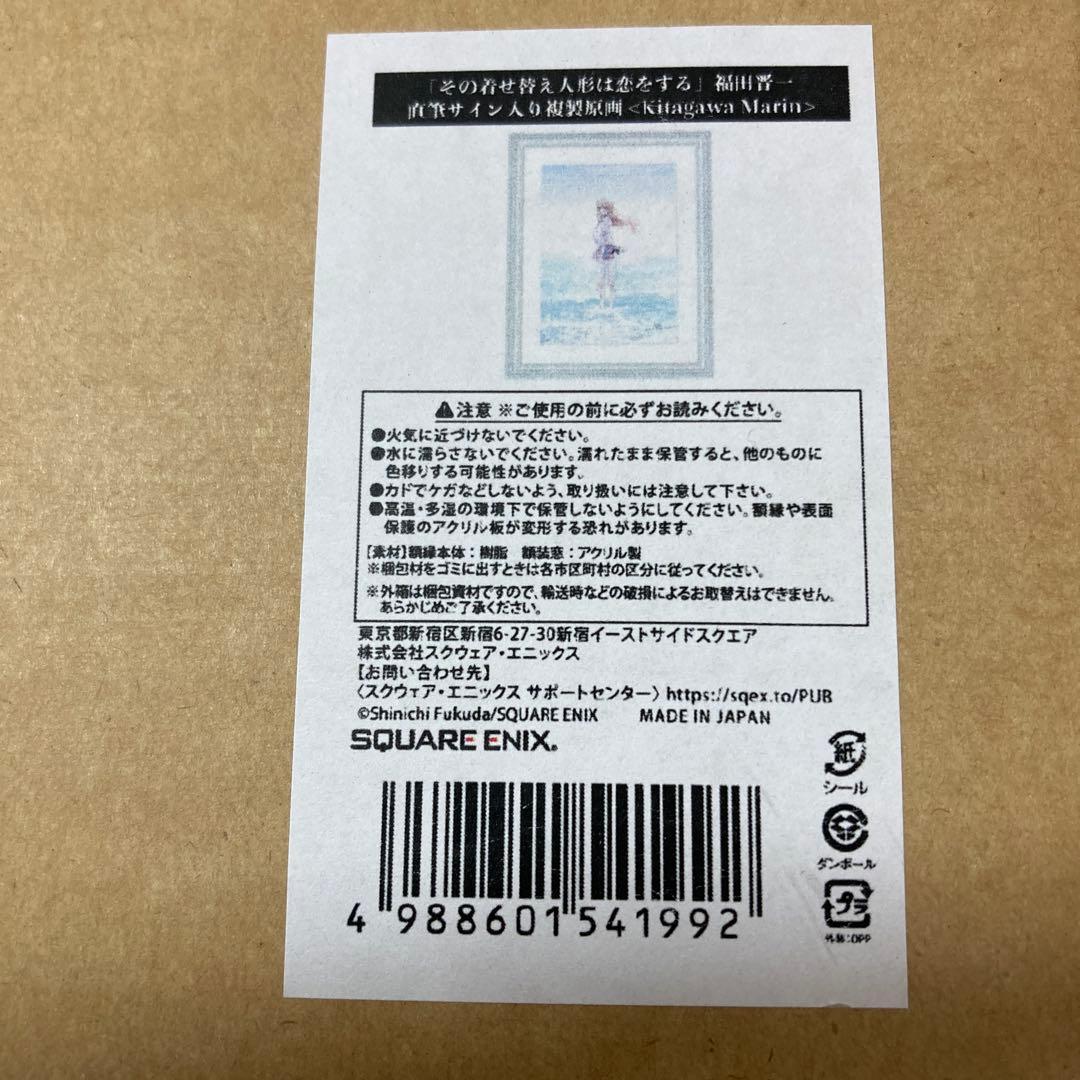 「その着せ替え人形は恋をする」福田晋一
直筆サイン入り複製原画<Kitagawa Marin>
⚠注意 ※ご使用の前に必ずお読みください。
●火気に近づけないでください。
●水に濡らさないでください。濡れたまま保管すると、他のものに
色移りする可能性があります。
●カドでケガなどしないよう、取り扱いには注意して下さい。
●高温・多湿の環境下で保管しないようにしてください。額縁や表面
保護のアクリル板が変形する恐れがあります。
【素材】額縁本体：樹脂 額装窓：アクリル製
※梱包材をゴミに出すときは各市区町村の区分に従ってください。
※外箱は梱包資材ですので、輸送時などの破損によるお取替えはできません。
あらかじめご了承ください。
東京都新宿区新宿6-27-30新宿イーストサイドスクエア
株式会社スクウェア・エニックス
【お問い合わせ先】
〈スクウェア・エニックス サポートセンター〉https://sqex.to/PUB
©Shinichi Fukuda/SQUARE ENIX MADE IN JAPAN
SQUARE ENIX®
紙
シール
ダンボール
プラ
外装:OPP
4 988601 541992